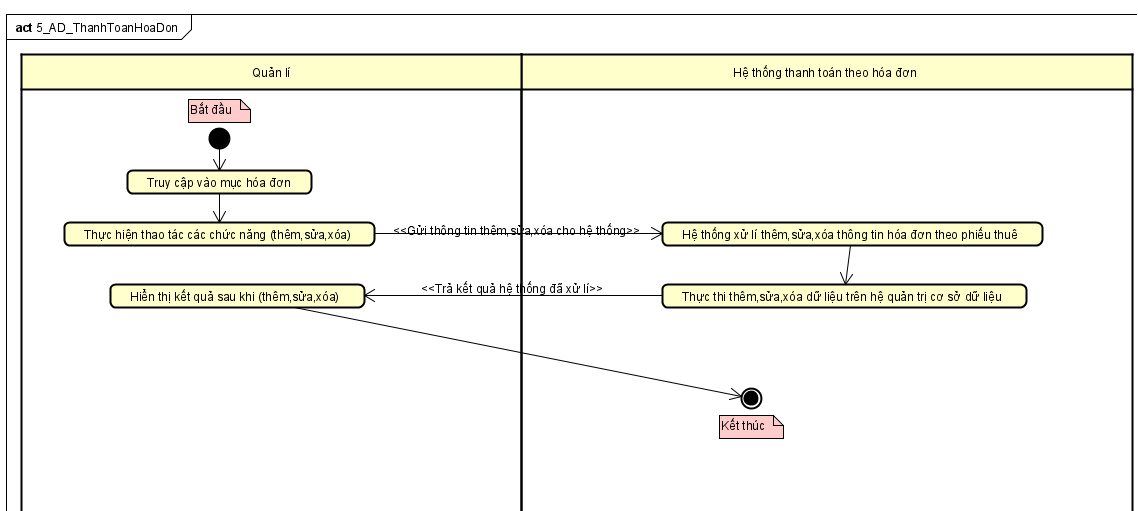 act 5_AD_ThanhToanHoaDon
Quản lí
Hệ thống thanh toán theo hóa đơn
Bắt đầu
Truy cập vào mục hóa đơn
Thực hiện thao tác các chức năng (thêm,sửa,xóa)
<<Gửi thông tin thêm,sửa,xóa cho hệ thống>>
Hệ thống xử lí thêm,sửa,xóa thông tin hóa đơn theo phiếu thuê
Hiển thị kết quả sau khi (thêm,sửa,xóa)
<<Trả kết quả hệ thống đã xử lí>>
Thực thi thêm,sửa,xóa dữ liệu trên hệ quản trị cơ sở dữ liệu
Kết thúc